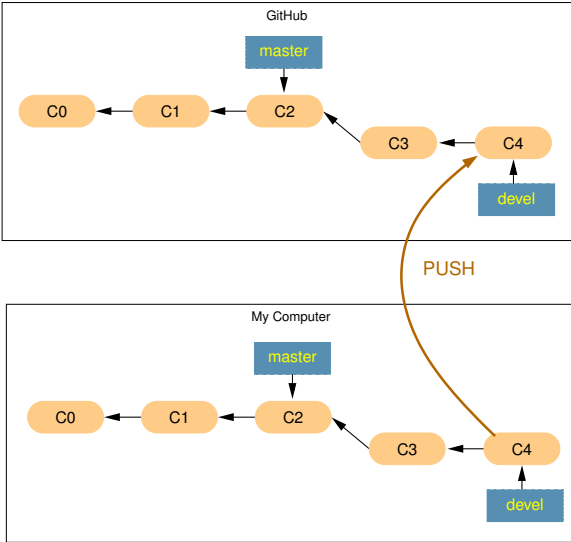 GitHub
master
C0
C1
C2
C3
C4
devel
PUSH
My Computer
master
C0
C1
C2
C3
C4
devel